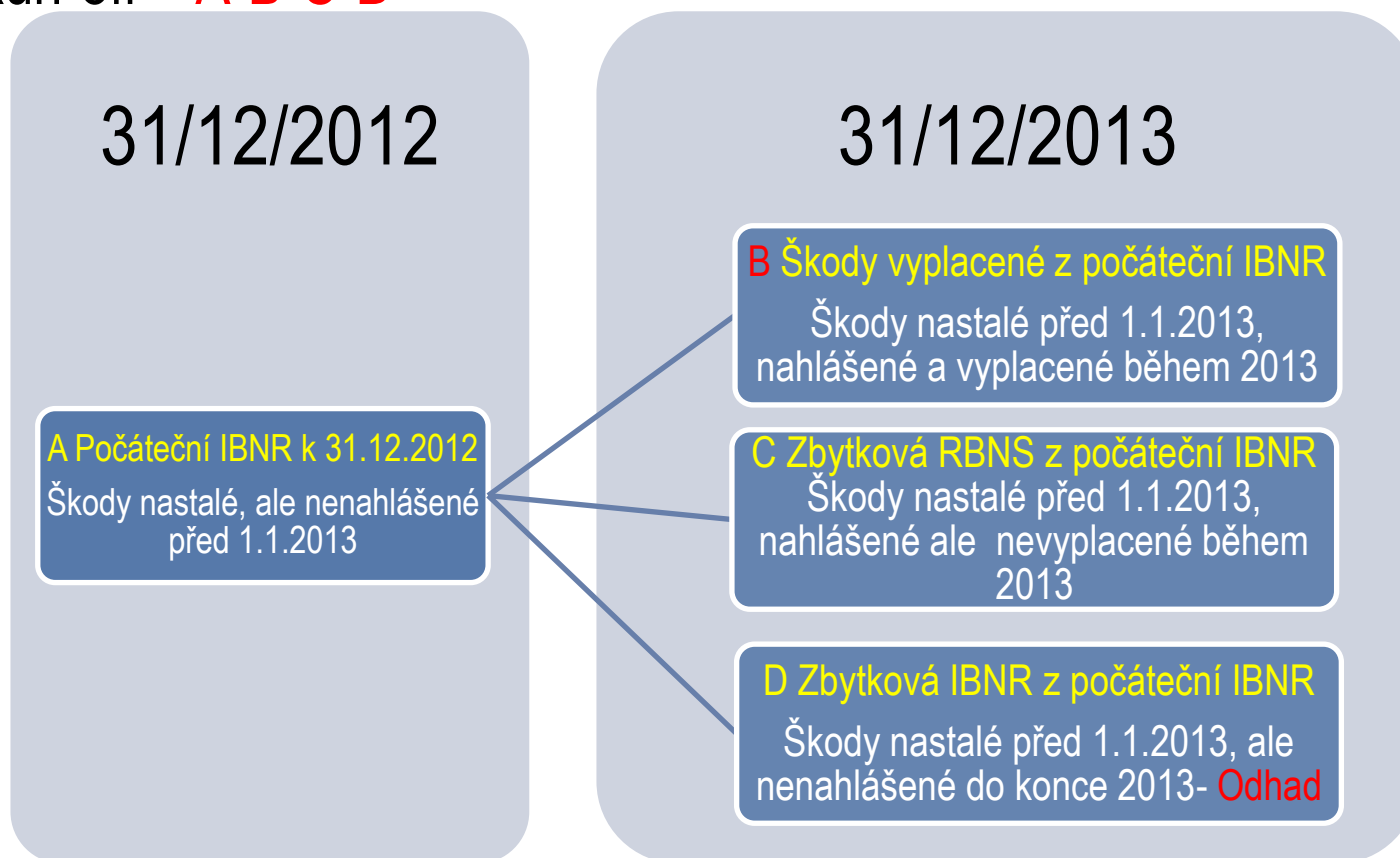 31/12/2012
31/12/2013
A Počáteční IBNR k 31.12.2012
Škody nastalé, ale nenahlášené
před 1.1.2013
B Škody vyplacené z počáteční IBNR
Škody nastalé před 1.1.2013,
nahlášené a vyplacené během 2013
C Zbytková RBNS z počáteční IBNR
Škody nastalé před 1.1.2013,
nahlášené ale  nevyplacené během
2013
D Zbytková IBNR z počáteční IBNR
Škody nastalé před 1.1.2013, ale
nenahlášené do konce 2013- Odhad